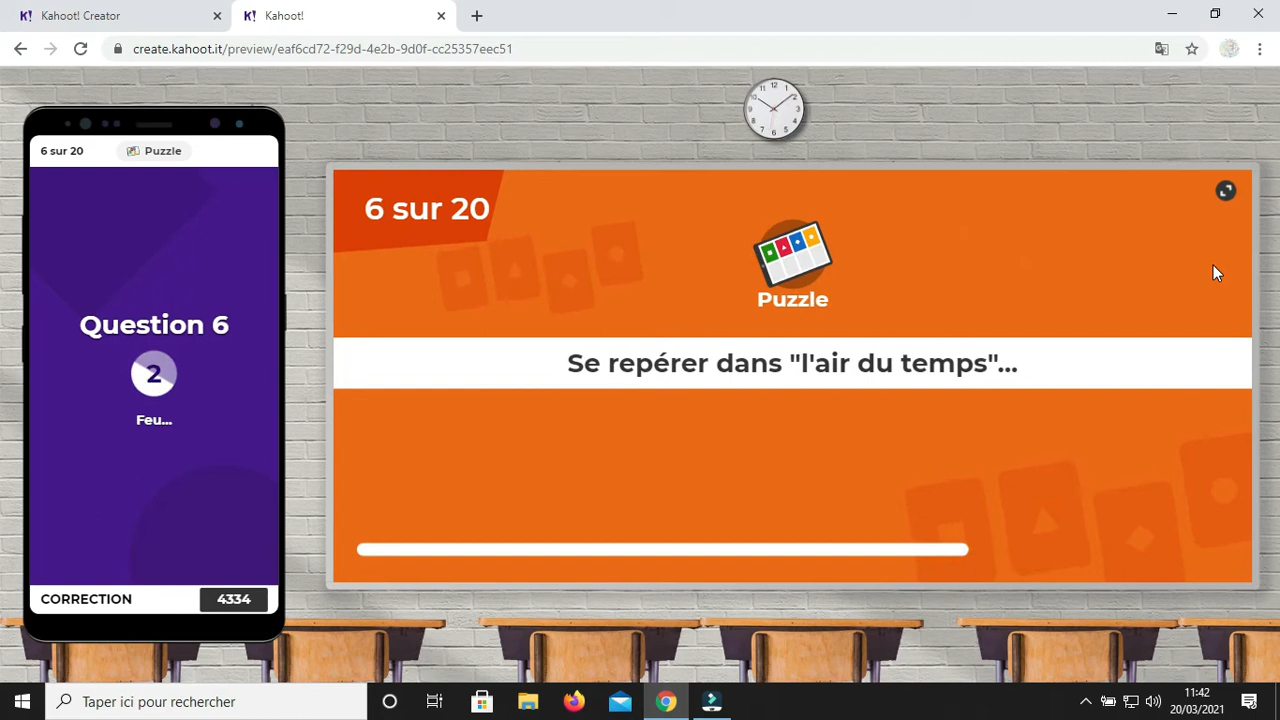 Kahoot! Creator
Kahoot!
create.kahoot.it/preview/eaf6cd72-f29d-4e2b-9d0f-cc25357eec51
6 sur 20
Puzzle
Question 6
2
Feu...
CORRECTION
4334
6 sur 20
Puzzle
Se repérer dans "l'air du temps"...
Taper ici pour rechercher
11:42
20/03/2021